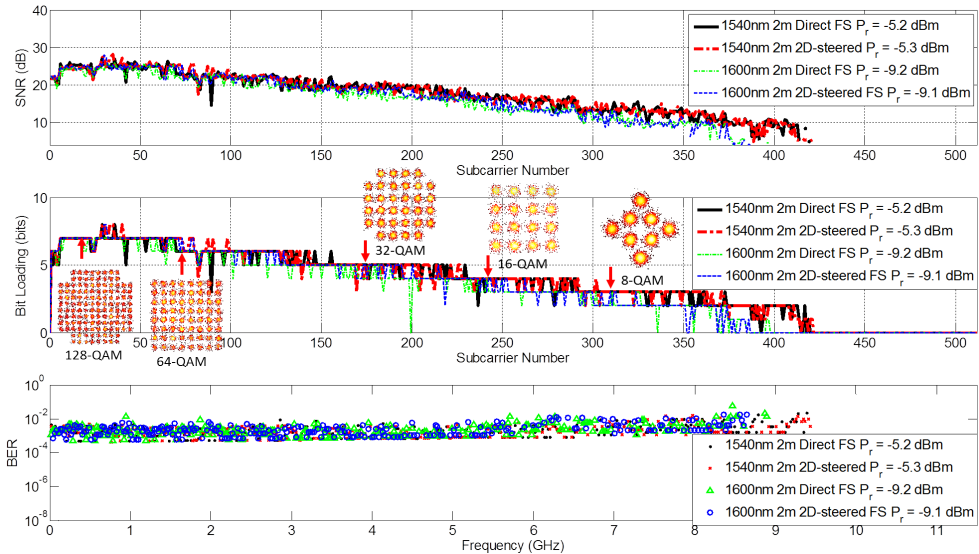 40
30
20
10
SNR (dB)
0
50
100
150
200
250
300
350
400
450
500
Subcarrier Number
1540nm 2m Direct FS Pr = -5.2 dBm
1540nm 2m 2D-steered Pr = -5.3 dBm
1600nm 2m Direct FS Pr = -9.2 dBm
1600nm 2m 2D-steered FS Pr = -9.1 dBm
10
5
0
Bit Loading (bits)
128-QAM
64-QAM
32-QAM
16-QAM
8-QAM
0
50
100
150
200
250
300
350
400
450
500
Subcarrier Number
1540nm 2m Direct FS Pr = -5.2 dBm
1540nm 2m 2D-steered Pr = -5.3 dBm
1600nm 2m Direct FS Pr = -9.2 dBm
1600nm 2m 2D-steered FS Pr = -9.1 dBm
10^0
10^-2
10^-4
10^-6
10^-8
BER
0
1
2
3
4
5
6
7
8
9
10
11
Frequency (GHz)
1540nm 2m Direct FS Pr = -5.2 dBm
1540nm 2m 2D-steered Pr = -5.3 dBm
1600nm 2m Direct FS Pr = -9.2 dBm
1600nm 2m 2D-steered FS Pr = -9.1 dBm